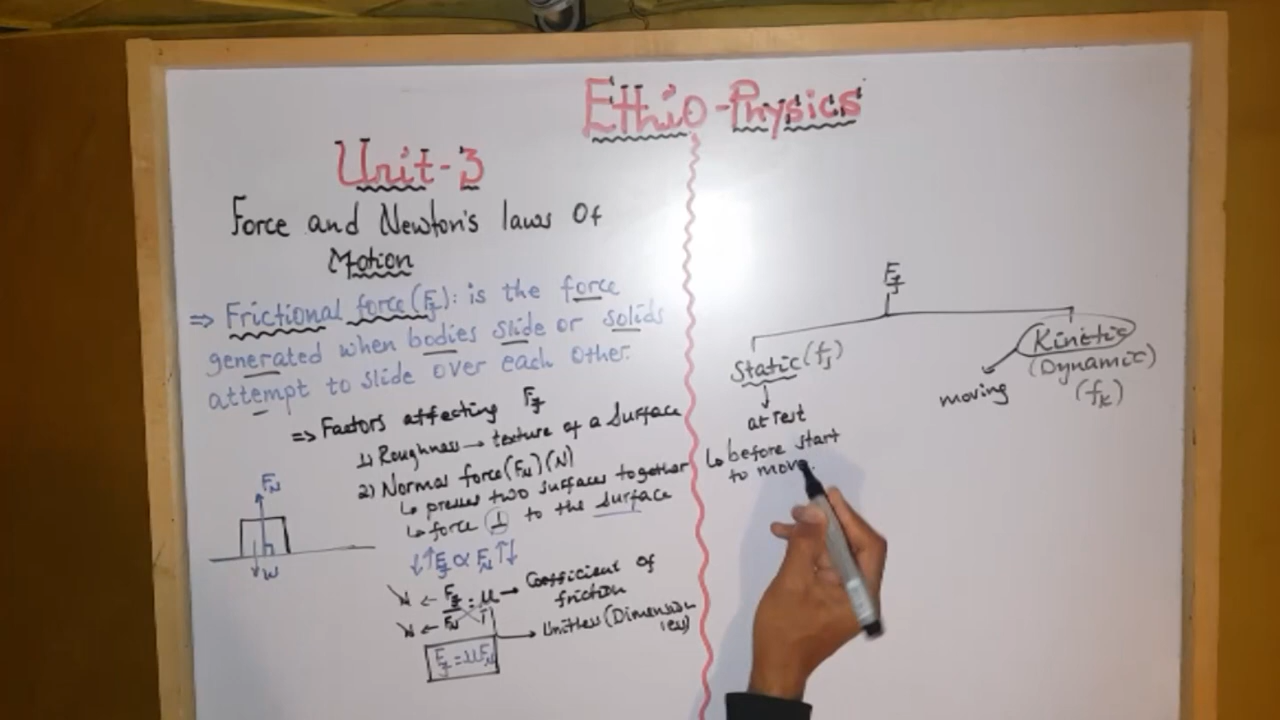 Ethio-Physics
Unit-3
Force and Newton's laws Of
Motion
⇒ Frictional force (Ff): is the force
generated when bodies slide or solids
attempt to slide over each other.
⇒ Factors affecting Ff
1) Roughness → texture of a surface
2) Normal force (FN) (N)
↳ presses two surfaces together
↳ force ⊥ to the surface
↓↑Ff ∝ FN↑↓
N ← Ff
N ← FN
= μ → Coefficient of
friction
→ Unitless (Dimension
less)
Ff = μFN
FN
W
Ff
Static (fs)
↓
at rest
↳ before start
to move.
Kinetic
(Dynamic)
(fk)
moving